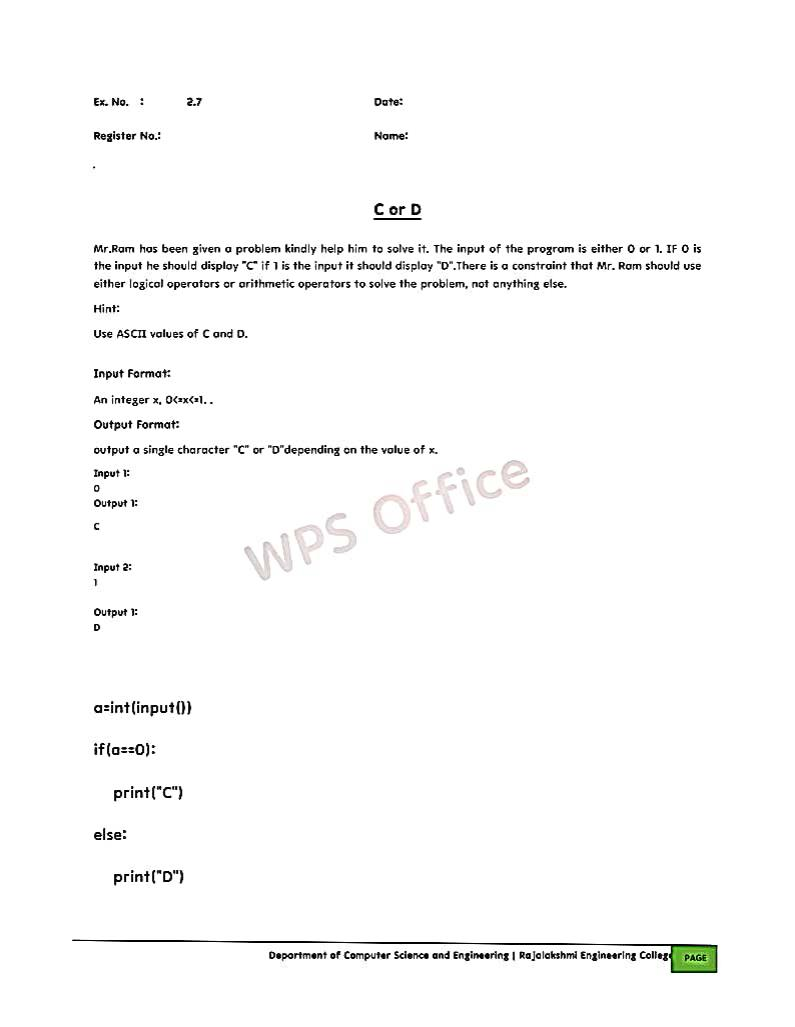 Ex. No. : 2.7 Date:
Register No.: Name:
.
C or D
Mr.Ram has been given a problem kindly help him to solve it. The input of the program is either 0 or 1. IF 0 is
the input he should display "C" if 1 is the input it should display "D".There is a constraint that Mr. Ram should use
either logical operators or arithmetic operators to solve the problem, not anything else.
Hint:
Use ASCII values of C and D.
Input Format:
An integer x, 0<=x<=1. .
Output Format:
output a single character "C" or "D"depending on the value of x.
Input 1:
0
Output 1:
C
WPS Office
Input 2:
1
Output 1:
D
a=int(input())
if(a==0):
print("C")
else:
print("D")
Department of Computer Science and Engineering | Rajalakshmi Engineering College PAGE